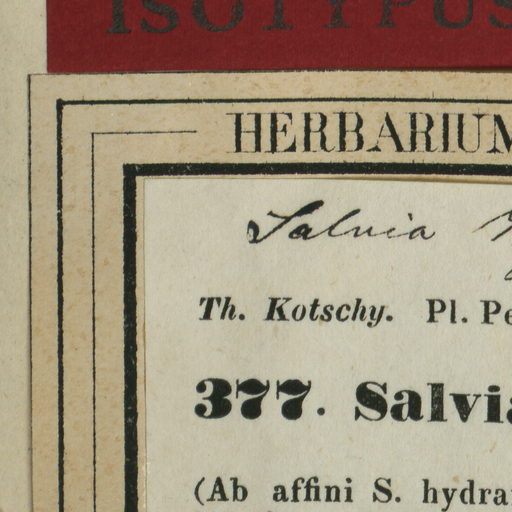 ISOTYPUS
HERBARIUM
Salvia
Th. Kotschy. Pl. Pe
377. Salvia
(Ab affini S. hydra